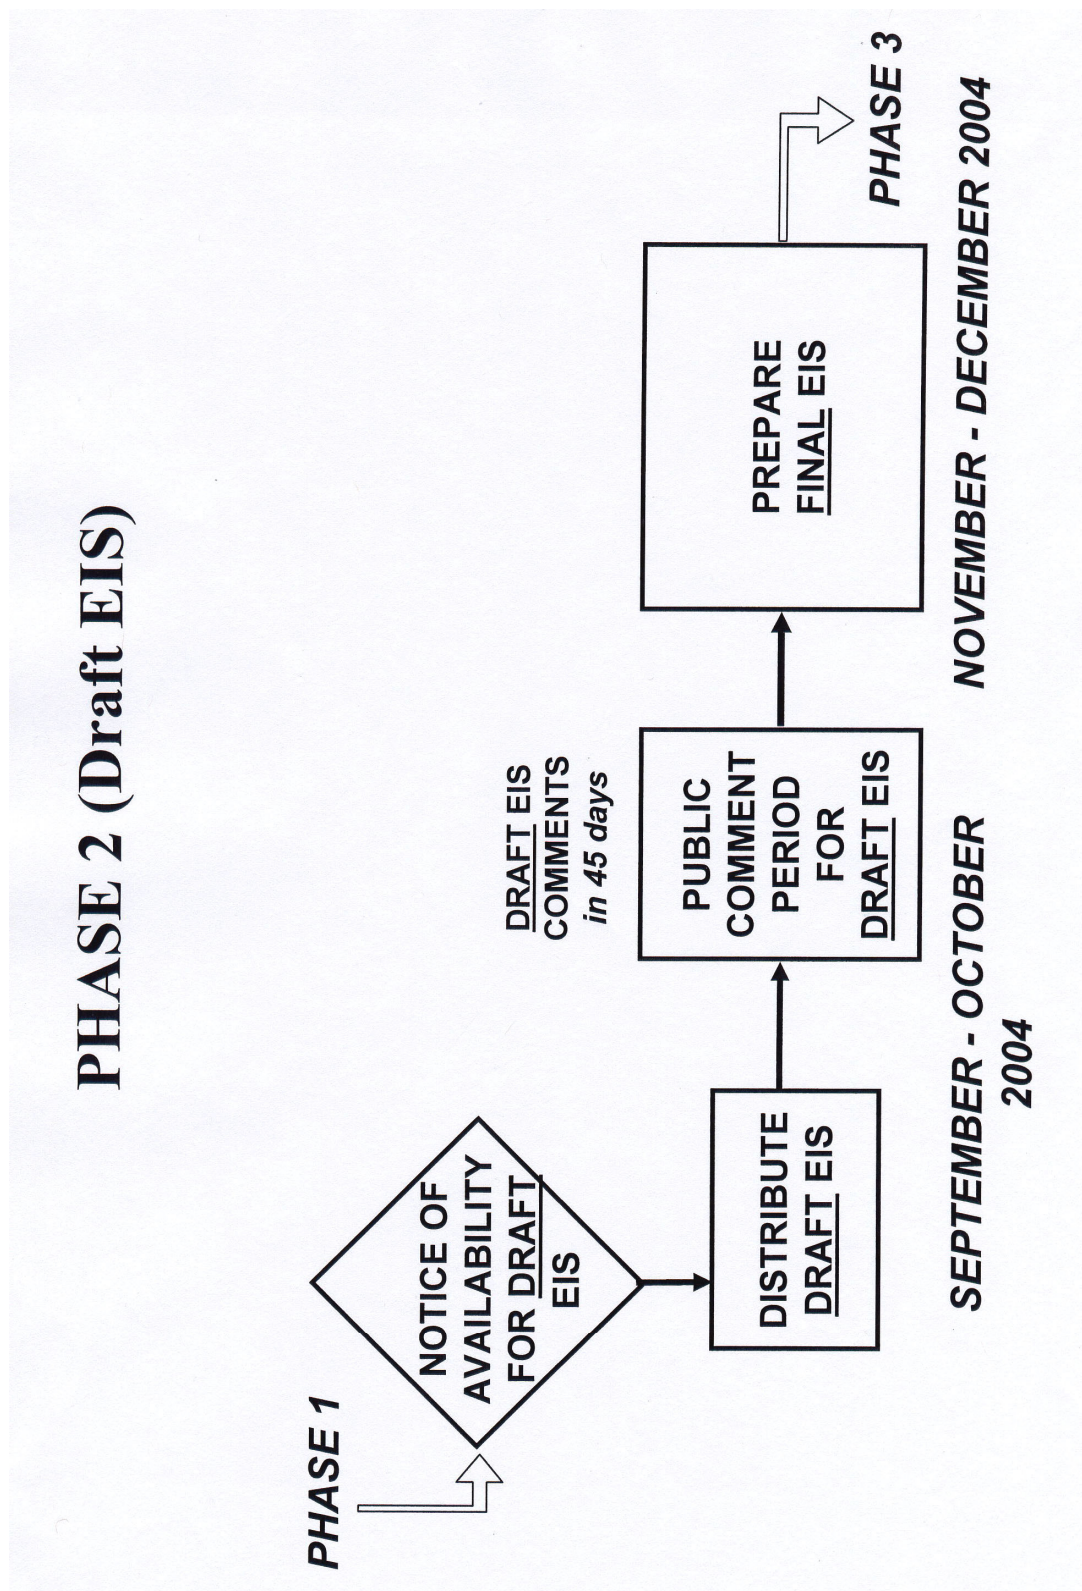 PHASE 2 (Draft EIS)
PHASE 1
NOTICE OF
AVAILABILITY
FOR DRAFT
EIS
DISTRIBUTE
DRAFT EIS
DRAFT EIS
COMMENTS
in 45 days
PUBLIC
COMMENT
PERIOD
FOR
DRAFT EIS
PREPARE
FINAL EIS
PHASE 3
SEPTEMBER - OCTOBER
2004
NOVEMBER - DECEMBER 2004